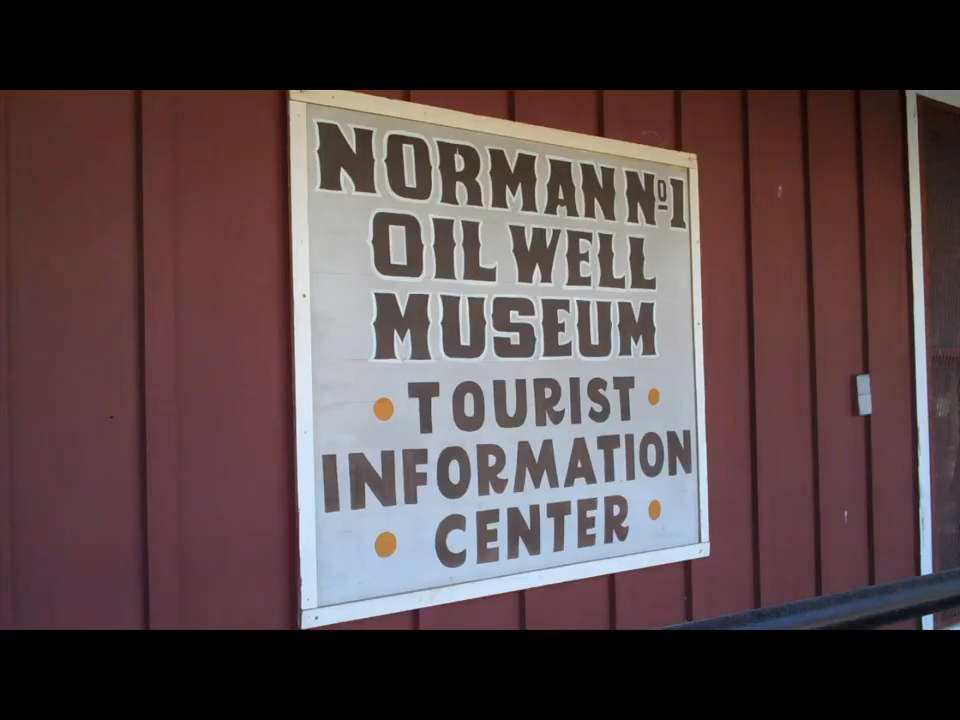 NORMAN Nº 1
OIL WELL
MUSEUM
• TOURIST •
INFORMATION
• CENTER •